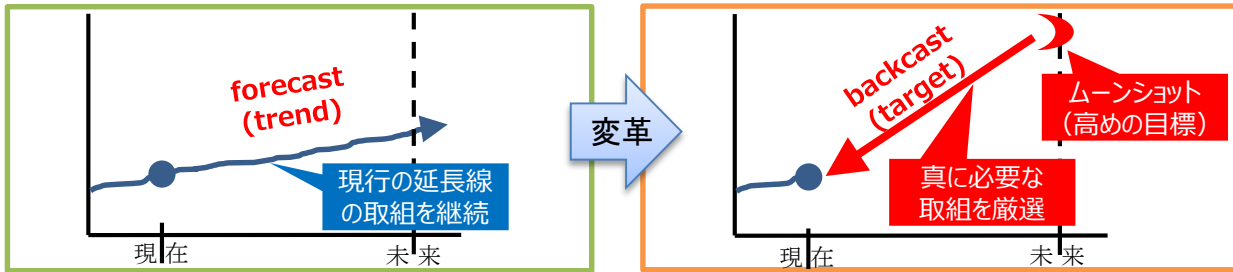 forecast
(trend)
現行の延長線
の取組を継続
現在
未来
変革
backcast
(target)
ムーンショット
(高めの目標)
真に必要な
取組を厳選
現在
未来